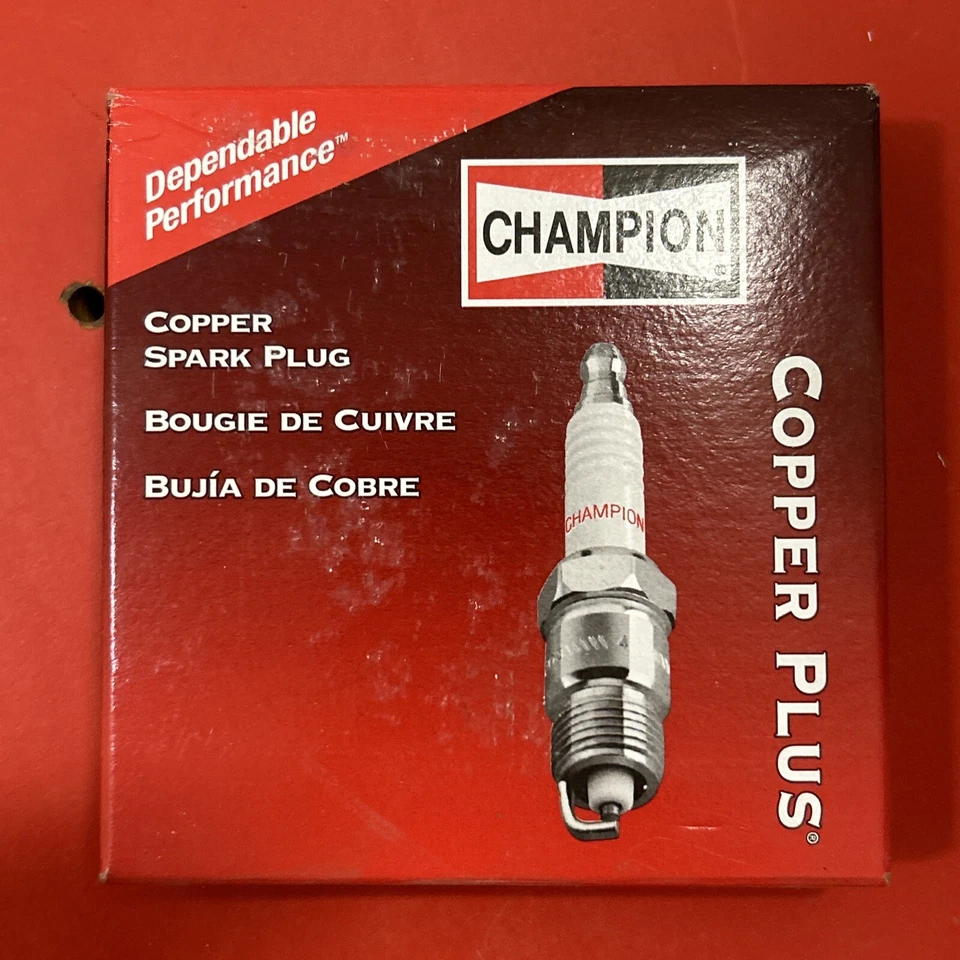 Dependable
Performance™
CHAMPION
®
COPPER
SPARK PLUG
BOUGIE DE CUIVRE
BUJÍA DE COBRE
CHAMPION
COPPER PLUS®